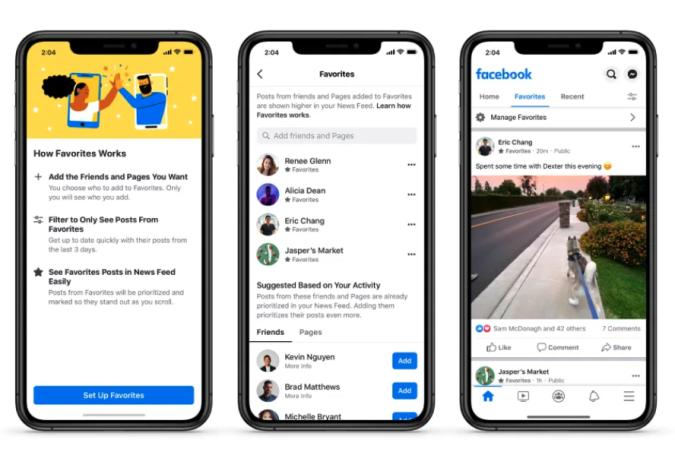 2:04
How Favorites Works
Add the Friends and Pages You Want
You choose who to add to Favorites. Only
you will see who you add.
Filter to Only See Posts From
Favorites
Get up to date quickly with their posts from
the last 3 days.
See Favorites Posts in News Feed
Easily
Posts from Favorites will be prioritized and
marked so they stand out as you scroll.
Set Up Favorites
2:04
Favorites
Posts from friends and Pages added to Favorites
are shown higher in your News Feed. Learn how
Favorites works.
Add friends and Pages
Renee Glenn
Favorites
Alicia Dean
Favorites
Eric Chang
Favorites
Jasper's Market
Favorites
Suggested Based on Your Activity
Posts from these friends and Pages are already
prioritized in your News Feed. Adding them
prioritizes their posts even more.
Friends Pages
Kevin Nguyen
More Info
Add
Brad Matthews
More Info
Add
Michelle Bryant
Add
2:04
facebook
Home Favorites Recent
Manage Favorites
Eric Chang
Favorites · 20m · Public
Spent some time with Dexter this evening 😊
Sam McDonagh and 42 others 7 Comments
Like Comment Share
Jasper's Market
Favorites · 1h · Public